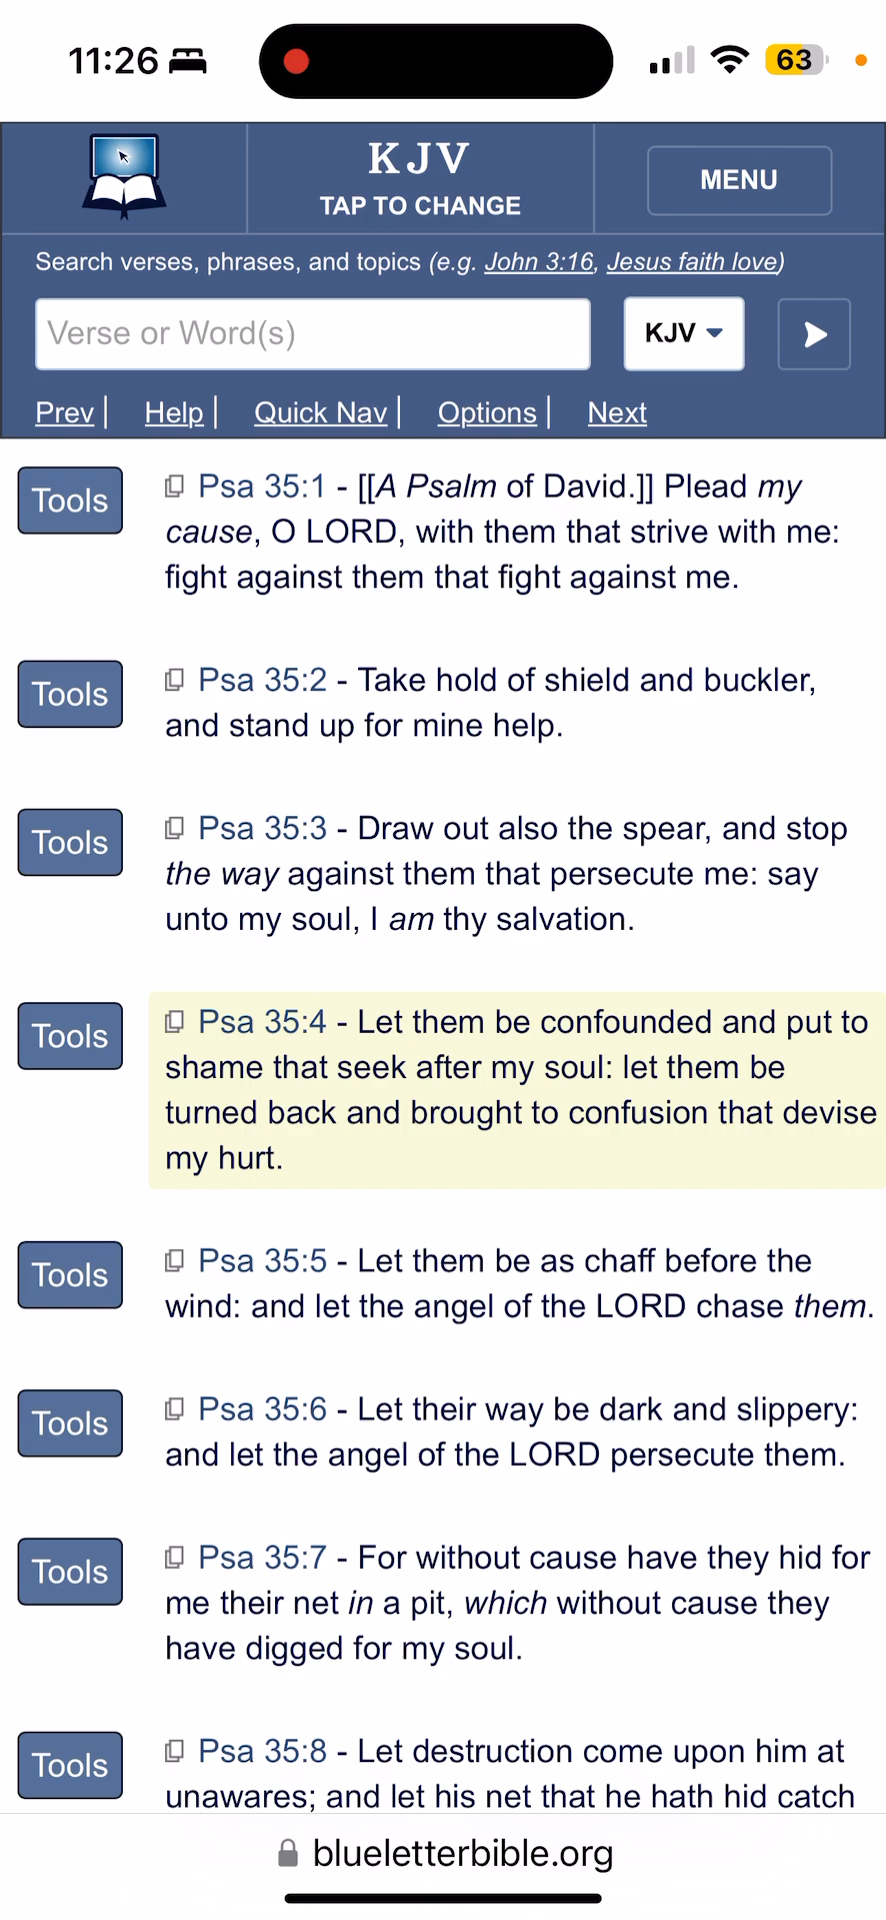 11:26
63
KJV
TAP TO CHANGE
MENU
Search verses, phrases, and topics (e.g. John 3:16, Jesus faith love)
Verse or Word(s)
KJV
Prev | Help | Quick Nav | Options | Next
Tools
Psa 35:1 - [[A Psalm of David.]] Plead my
cause, O LORD, with them that strive with me:
fight against them that fight against me.
Tools
Psa 35:2 - Take hold of shield and buckler,
and stand up for mine help.
Tools
Psa 35:3 - Draw out also the spear, and stop
the way against them that persecute me: say
unto my soul, I am thy salvation.
Tools
Psa 35:4 - Let them be confounded and put to
shame that seek after my soul: let them be
turned back and brought to confusion that devise
my hurt.
Tools
Psa 35:5 - Let them be as chaff before the
wind: and let the angel of the LORD chase them.
Tools
Psa 35:6 - Let their way be dark and slippery:
and let the angel of the LORD persecute them.
Tools
Psa 35:7 - For without cause have they hid for
me their net in a pit, which without cause they
have digged for my soul.
Tools
Psa 35:8 - Let destruction come upon him at
unawares; and let his net that he hath hid catch
blueletterbible.org